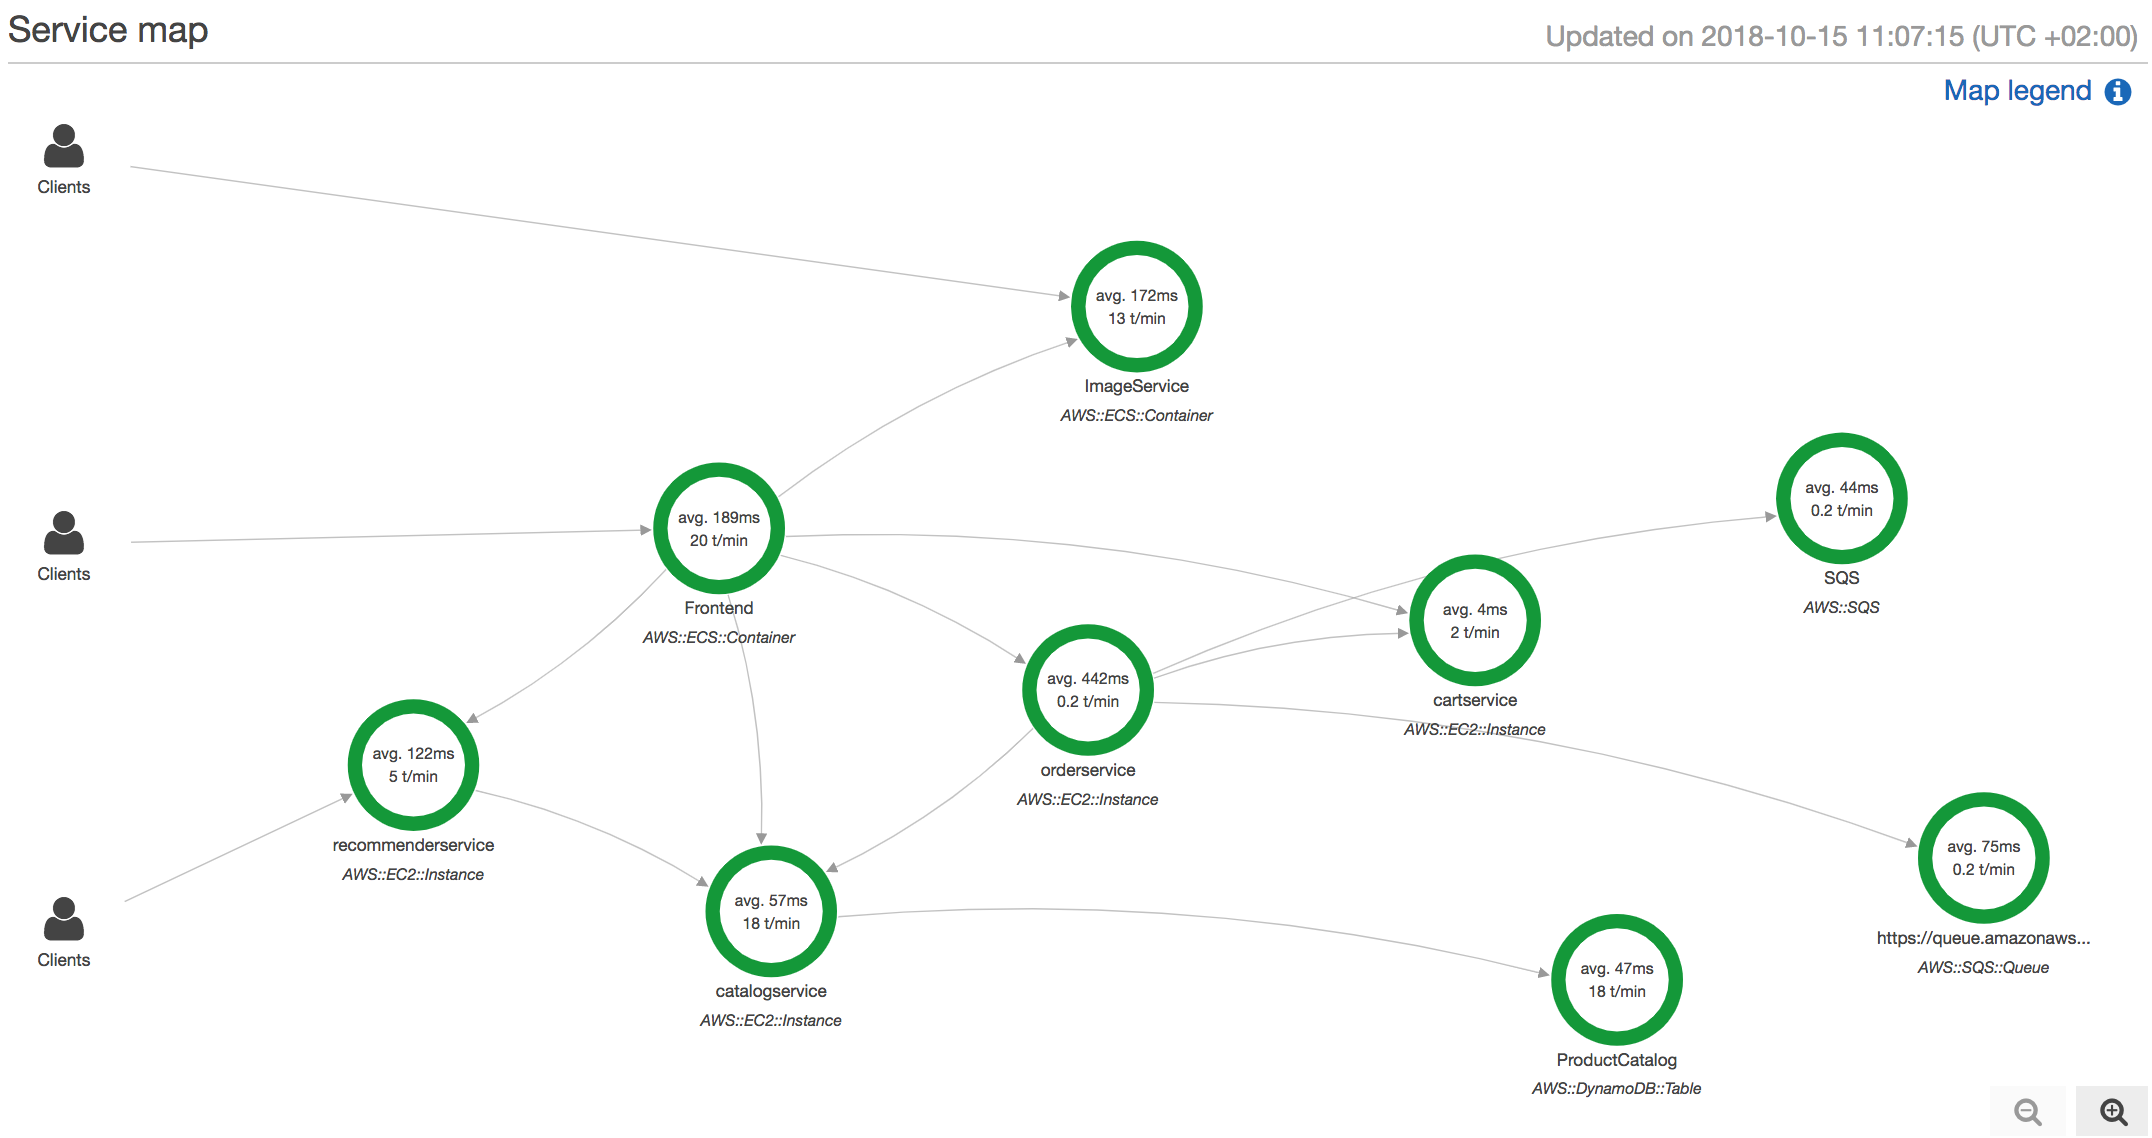 Service map
Updated on 2018-10-15 11:07:15 (UTC +02:00)
Map legend
Clients
avg. 172ms
13 t/min
ImageService
AWS::ECS::Container
avg. 44ms
0.2 t/min
SQS
AWS::SQS
avg. 189ms
20 t/min
Frontend
AWS::ECS::Container
Clients
avg. 4ms
2 t/min
cartservice
AWS::EC2::Instance
avg. 442ms
0.2 t/min
orderservice
AWS::EC2::Instance
avg. 122ms
5 t/min
recommenderservice
AWS::EC2::Instance
avg. 75ms
0.2 t/min
https://queue.amazonaws...
AWS::SQS::Queue
Clients
avg. 57ms
18 t/min
catalogservice
AWS::EC2::Instance
avg. 47ms
18 t/min
ProductCatalog
AWS::DynamoDB::Table